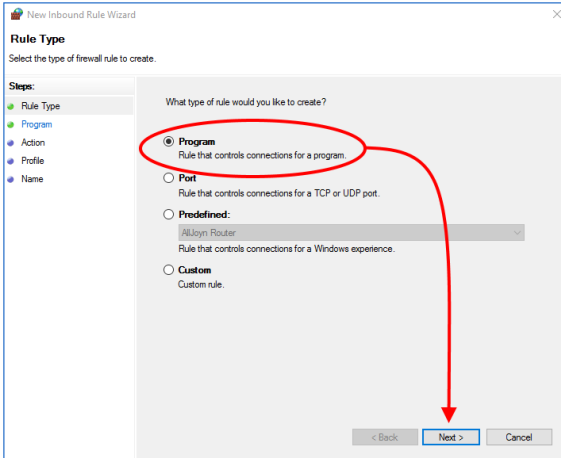 New Inbound Rule Wizard
Rule Type
Select the type of firewall rule to create.
Steps:
Rule Type
Program
Action
Profile
Name
What type of rule would you like to create?
Program
Rule that controls connections for a program.
Port
Rule that controls connections for a TCP or UDP port.
Predefined:
AllJoyn Router
Rule that controls connections for a Windows experience.
Custom
Custom rule.
< Back Next > Cancel